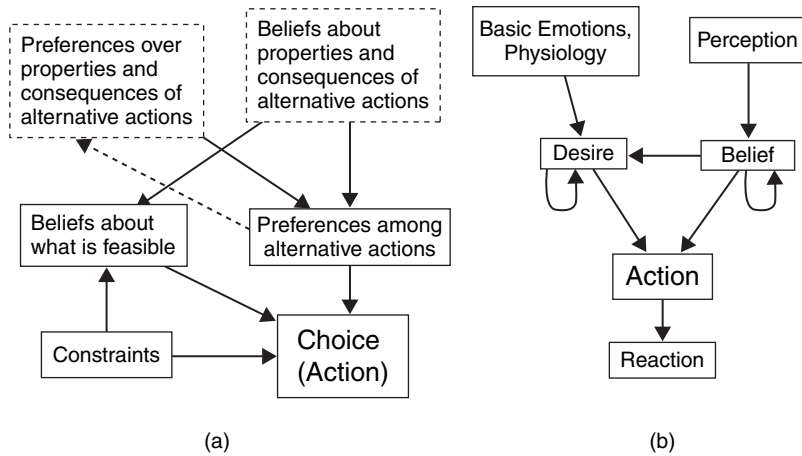 Preferences over
properties and
consequences of
alternative actions
Beliefs about
properties and
consequences of
alternative actions
Beliefs about
what is feasible
Preferences among
alternative actions
Constraints
Choice
(Action)
(a)
Basic Emotions,
Physiology
Perception
Desire
Belief
Action
Reaction
(b)